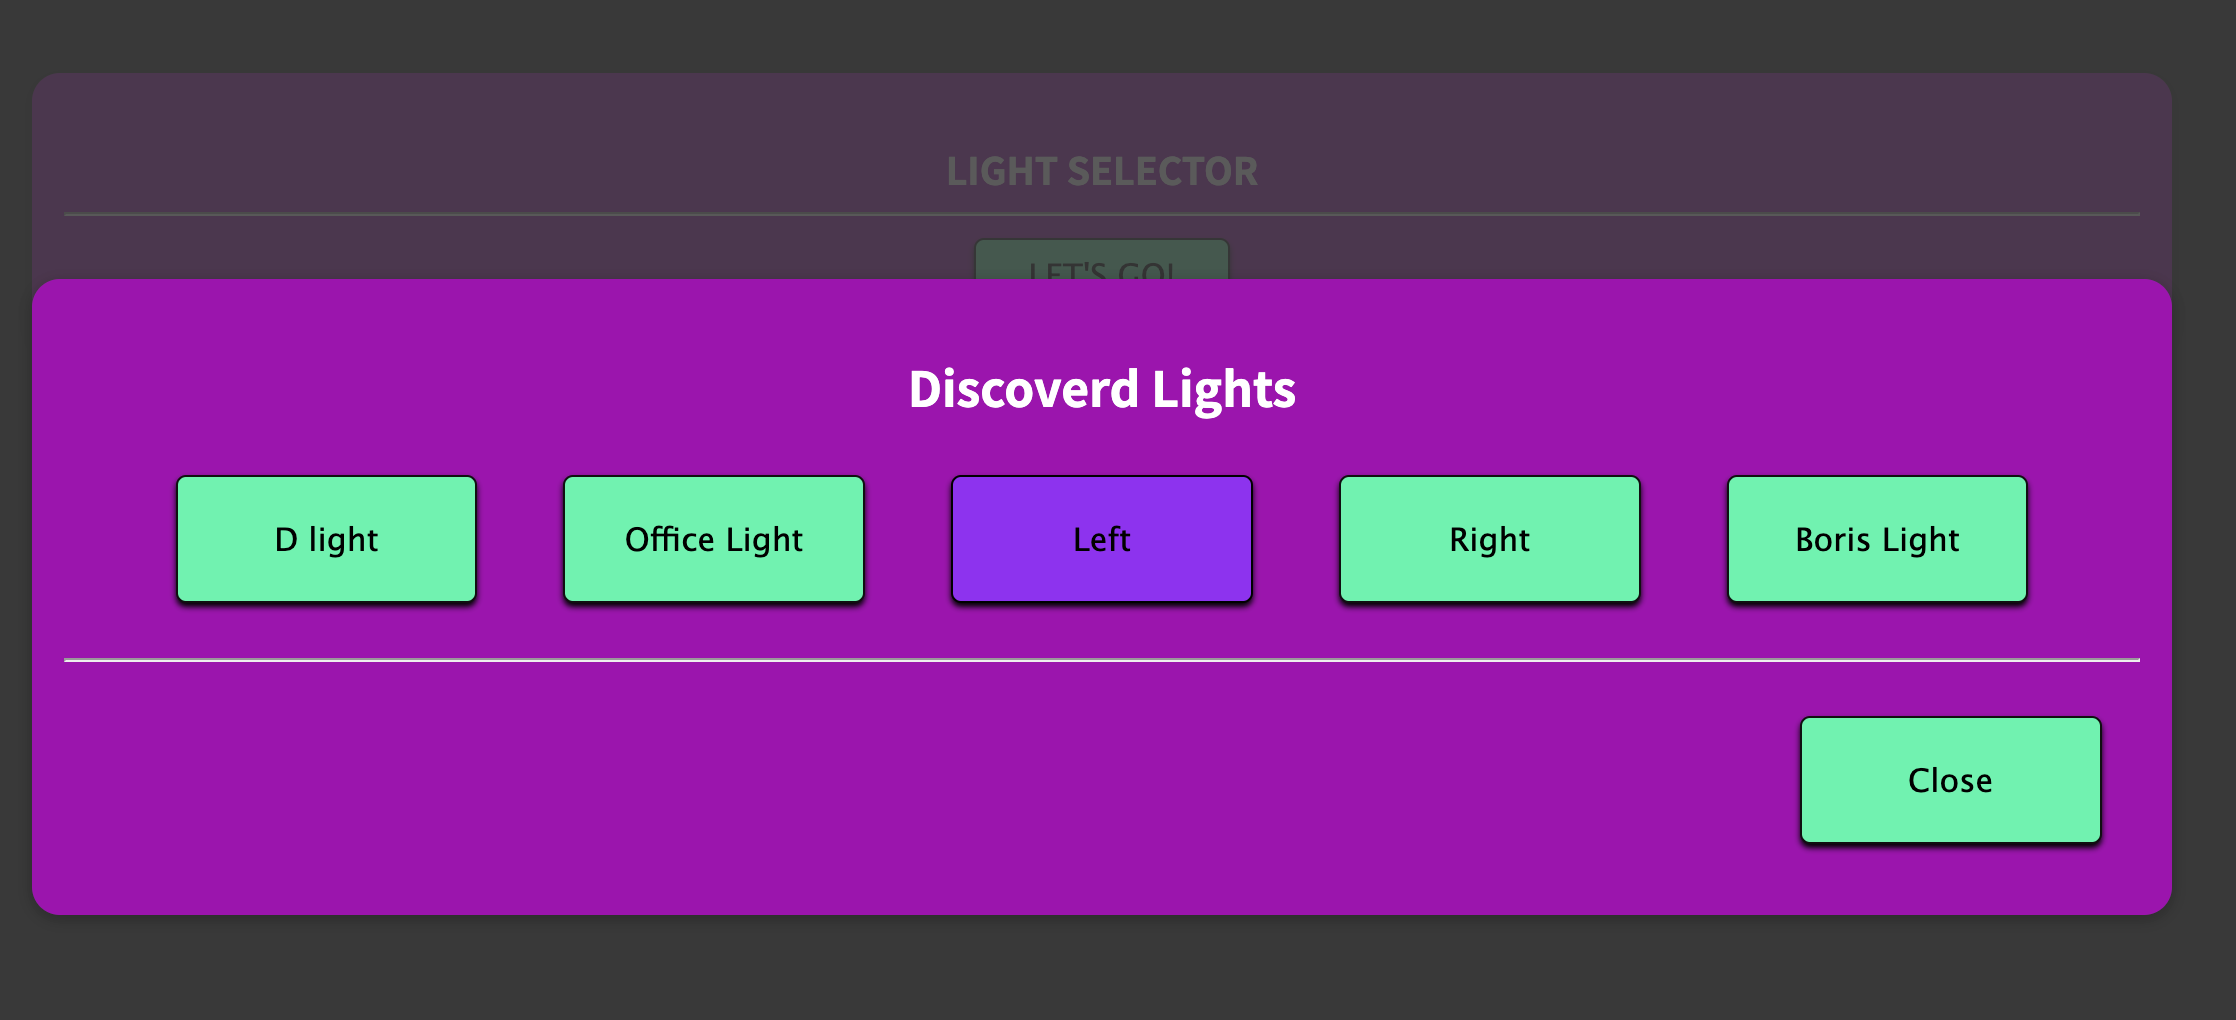 LIGHT SELECTOR
LET'S GO!
Discoverd Lights
D light
Office Light
Left
Right
Boris Light
Close